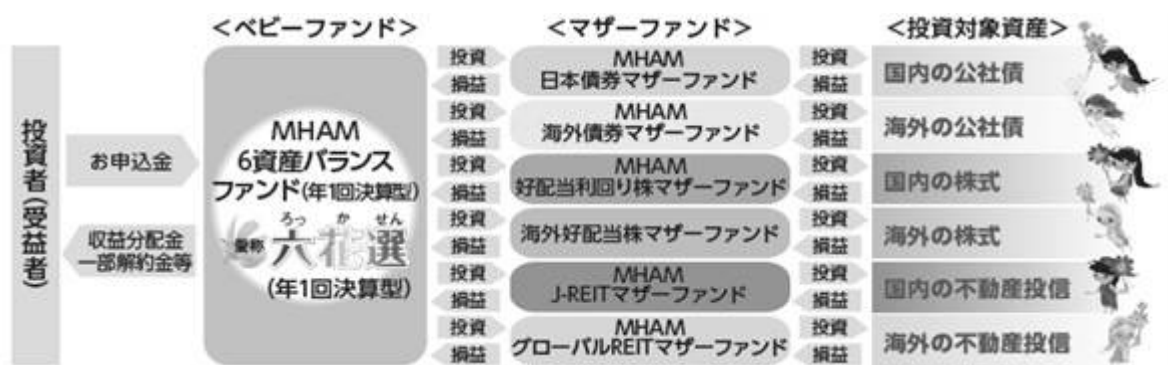 <ベビーファンド>
<マザーファンド>
<投資対象資産>
投資者(受益者)
お申込金
収益分配金
一部解約金等
MHAM
6資産バランス
ファンド(年1回決算型)
愛称
ろっ か せん
六花選
(年1回決算型)
投資
損益
MHAM
日本債券マザーファンド
投資
損益
国内の公社債
投資
損益
MHAM
海外債券マザーファンド
投資
損益
海外の公社債
投資
損益
MHAM
好配当利回り株マザーファンド
投資
損益
国内の株式
投資
損益
海外好配当株マザーファンド
投資
損益
海外の株式
投資
損益
MHAM
J-REITマザーファンド
投資
損益
国内の不動産投信
投資
損益
MHAM
グローバルREITマザーファンド
投資
損益
海外の不動産投信